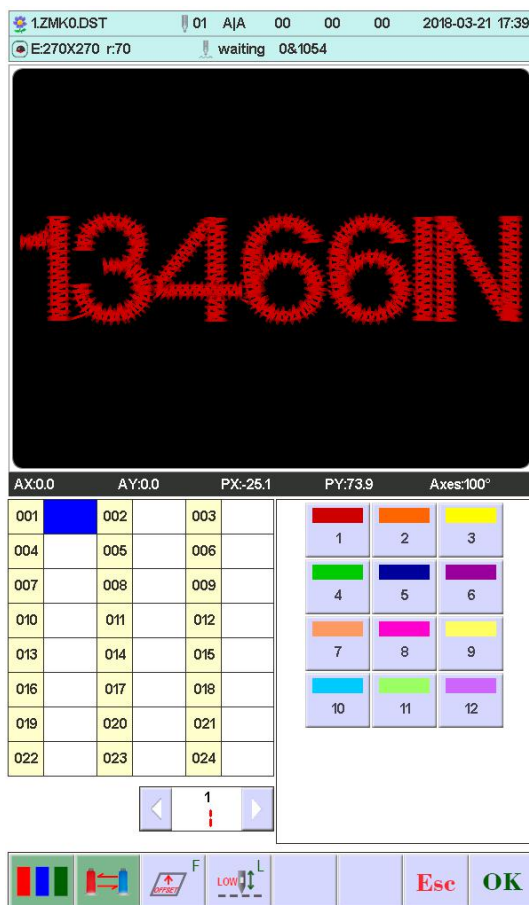 1.ZMK0.DST 01 A|A 00 00 00 2018-03-21 17:39
E:270X270 r:70 waiting 0&1054
13466IN
AX:0.0 AY:0.0 PX:-25.1 PY:73.9 Axes:100°
001 002 003
004 005 006
007 008 009
010 011 012
013 014 015
016 017 018
019 020 021
022 023 024
1 2 3
4 5 6
7 8 9
10 11 12
1
OFFSET F LOW L Esc OK